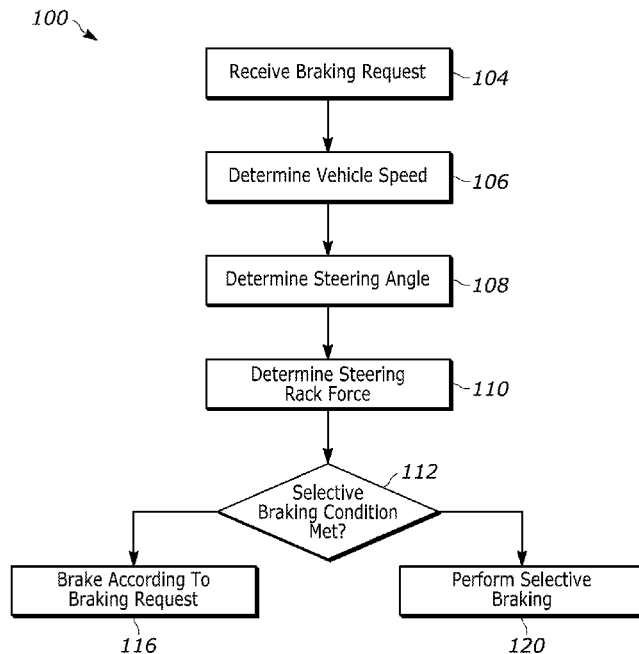 100
Receive Braking Request
104
Determine Vehicle Speed
106
Determine Steering Angle
108
Determine Steering
Rack Force
110
112
Selective
Braking Condition
Met?
Brake According To
Braking Request
116
Perform Selective
Braking
120